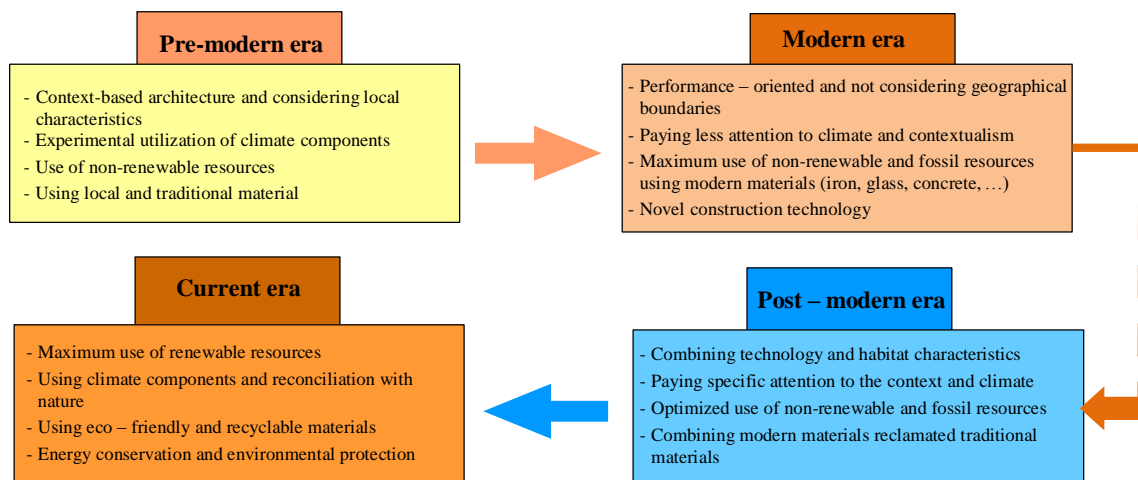 Pre-modern era
- Context-based architecture and considering local
characteristics
- Experimental utilization of climate components
- Use of non-renewable resources
- Using local and traditional material
Modern era
- Performance – oriented and not considering geographical
boundaries
- Paying less attention to climate and contextualism
- Maximum use of non-renewable and fossil resources
using modern materials (iron, glass, concrete, …)
- Novel construction technology
Post – modern era
- Combining technology and habitat characteristics
- Paying specific attention to the context and climate
- Optimized use of non-renewable and fossil resources
- Combining modern materials reclamated traditional
materials
Current era
- Maximum use of renewable resources
- Using climate components and reconciliation with
nature
- Using eco – friendly and recyclable materials
- Energy conservation and environmental protection